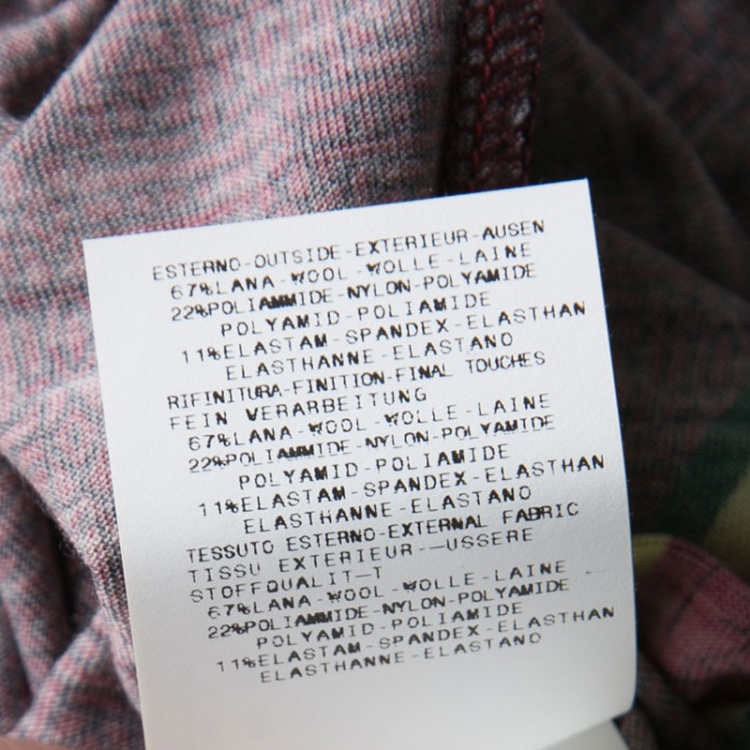 ESTERNO-OUTSIDE-EXTERIEUR-AUSEN
67%LANA-WOOL-WOLLE-LAINE
22%POLIAMMIDE-NYLON-POLYAMIDE
POLYAMID-POLIAMIDE
11%ELASTAM-SPANDEX-ELASTHAN
ELASTHANNE-ELASTANO
RIFINITURA-FINITION-FINAL TOUCHES
FEIN VERARBEITUNG
67%LANA-WOOL-WOLLE-LAINE
22%POLIAMMIDE-NYLON-POLYAMIDE
POLYAMID-POLIAMIDE
11%ELASTAM-SPANDEX-ELASTHAN
ELASTHANNE-ELASTANO
TESSUTO ESTERNO-EXTERNAL FABRIC
TISSU EXTERIEUR-—USSERE
STOFFQUALIT—T
67%LANA-WOOL-WOLLE-LAINE
22%POLIAMMIDE-NYLON-POLYAMIDE
POLYAMID-POLIAMIDE
11%ELASTAM-SPANDEX-ELASTHAN
ELASTHANNE-ELASTANO